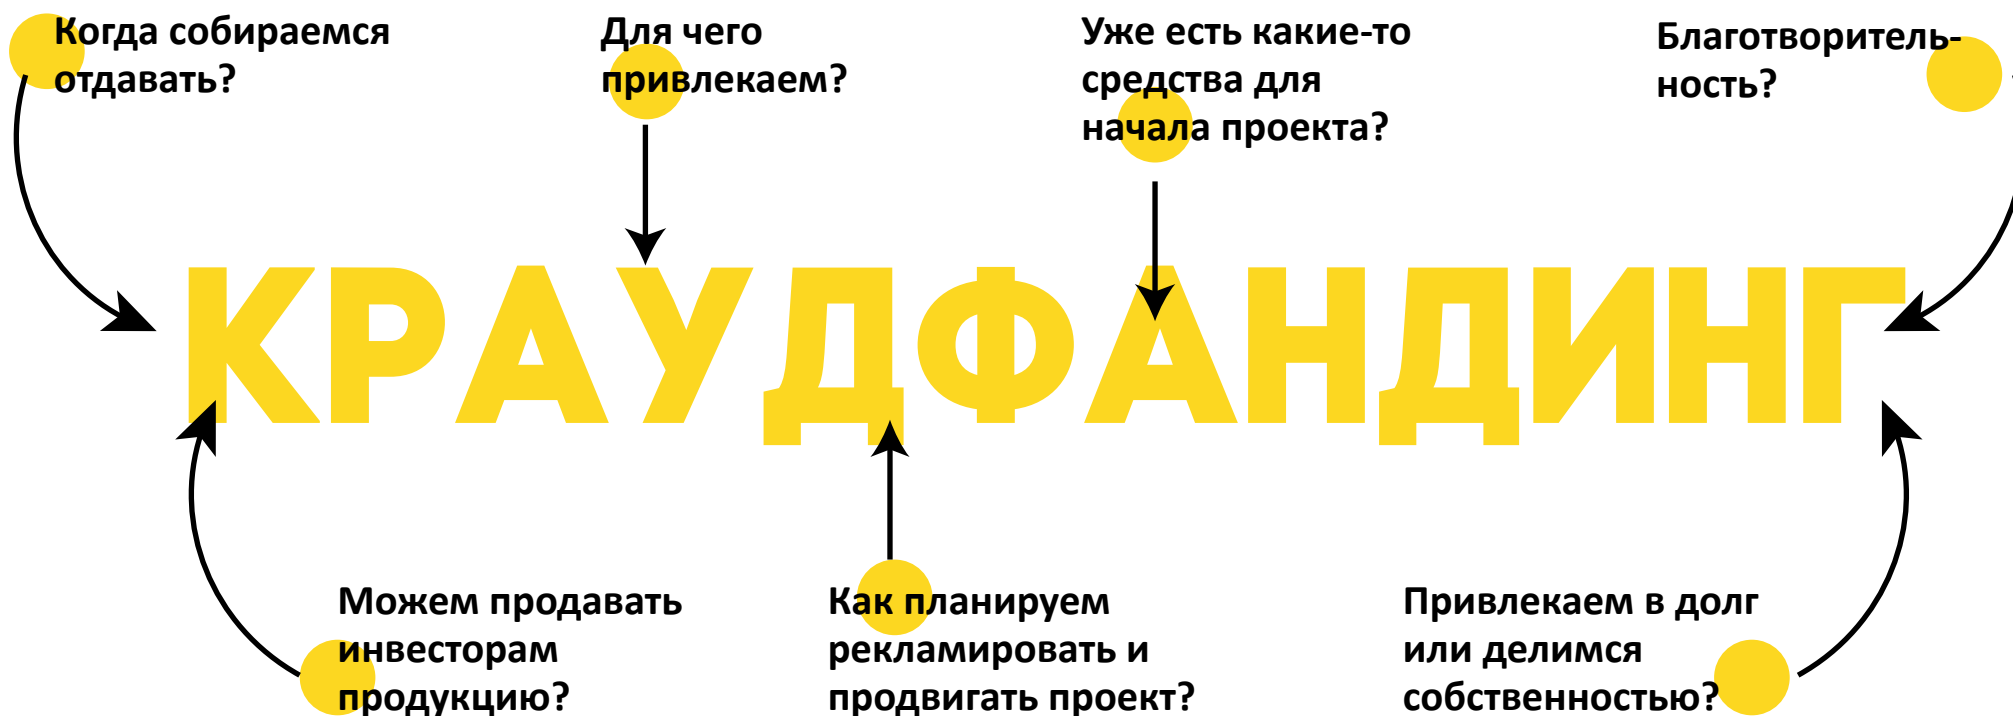 Когда собираемся
отдавать?
Для чего
привлекаем?
Уже есть какие-то
средства для
начала проекта?
Благотворитель-
ность?
КРАУДФАНДИНГ
Можем продавать
инвесторам
продукцию?
Как планируем
рекламировать и
продвигать проект?
Привлекаем в долг
или делимся
собственностью?